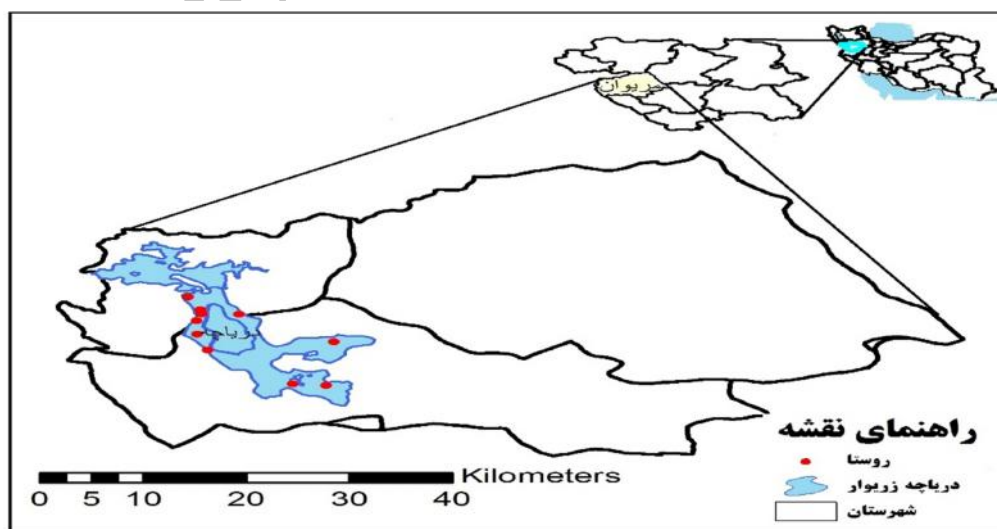 مریوان
دریاچه
راهنمای نقشه
روستا
دریاچه زریوار
شهرستان
Kilometers
0 5 10 20 30 40